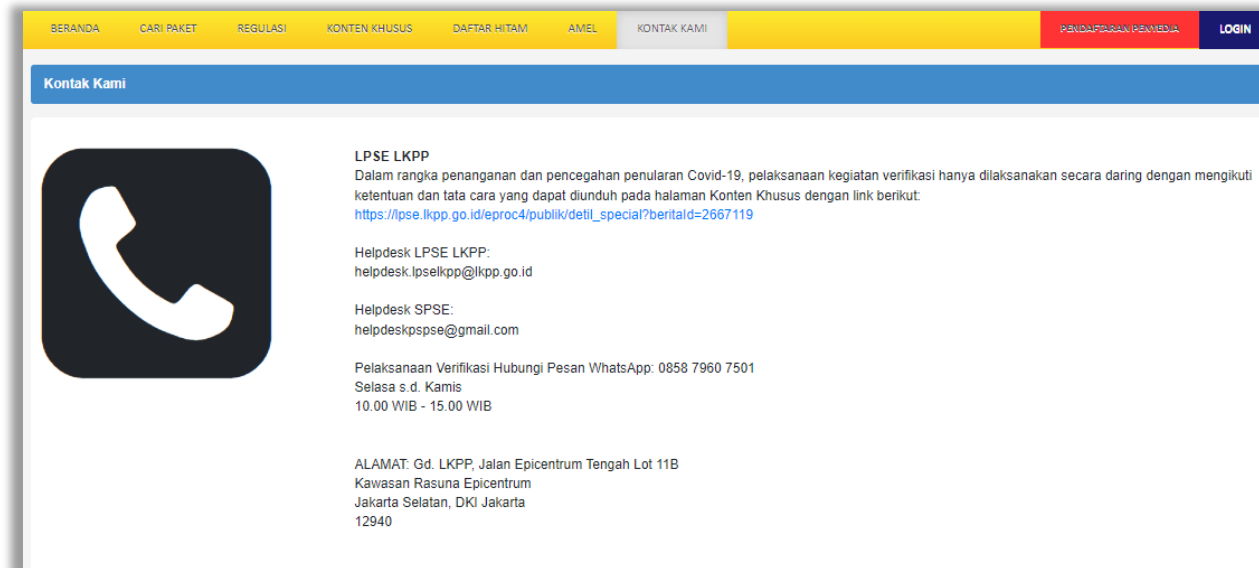 BERANDA CARI PAKET REGULASI KONTEN KHUSUS DAFTAR HITAM AMEL KONTAK KAMI PENDAFTARAN PENYEDIA LOGIN
Kontak Kami
LPSE LKPP
Dalam rangka penanganan dan pencegahan penularan Covid-19, pelaksanaan kegiatan verifikasi hanya dilaksanakan secara daring dengan mengikuti
ketentuan dan tata cara yang dapat diunduh pada halaman Konten Khusus dengan link berikut:
https://lpse.lkpp.go.id/eproc4/publik/detil_special?beritaId=2667119
Helpdesk LPSE LKPP:
helpdesk.lpselkpp@lkpp.go.id
Helpdesk SPSE:
helpdeskpspse@gmail.com
Pelaksanaan Verifikasi Hubungi Pesan WhatsApp: 0858 7960 7501
Selasa s.d. Kamis
10.00 WIB - 15.00 WIB
ALAMAT: Gd. LKPP, Jalan Epicentrum Tengah Lot 11B
Kawasan Rasuna Epicentrum
Jakarta Selatan, DKI Jakarta
12940